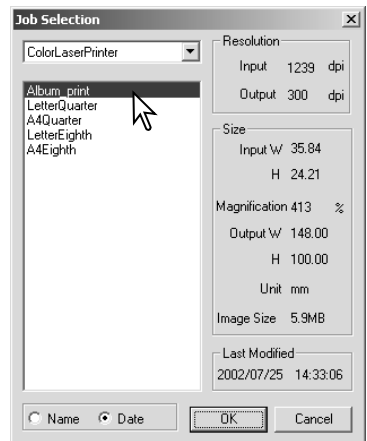 Job Selection
ColorLaserPrinter
Album_print
LetterQuarter
A4Quarter
LetterEighth
A4Eighth
Name Date
Resolution
Input 1239 dpi
Output 300 dpi
Size
Input W 35.84
H 24.21
Magnification 413 %
Output W 148.00
H 100.00
Unit mm
Image Size 5.9MB
Last Modified
2002/07/25 14:33:06
OK Cancel